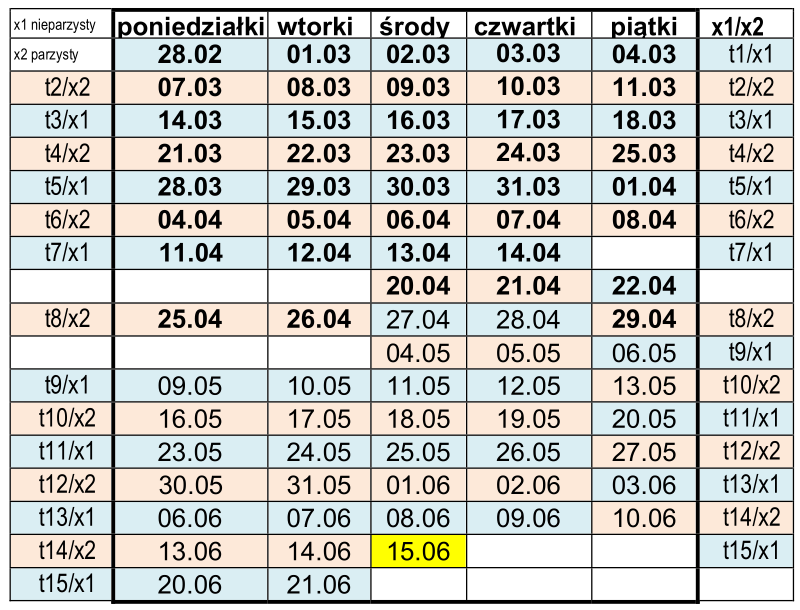 x1 nieparzysty poniedziałki wtorki środy czwartki piątki x1/x2
x2 parzysty 28.02 01.03 02.03 03.03 04.03 t1/x1
t2/x2 07.03 08.03 09.03 10.03 11.03 t2/x2
t3/x1 14.03 15.03 16.03 17.03 18.03 t3/x1
t4/x2 21.03 22.03 23.03 24.03 25.03 t4/x2
t5/x1 28.03 29.03 30.03 31.03 01.04 t5/x1
t6/x2 04.04 05.04 06.04 07.04 08.04 t6/x2
t7/x1 11.04 12.04 13.04 14.04 t7/x1
20.04 21.04 22.04
t8/x2 25.04 26.04 27.04 28.04 29.04 t8/x2
04.05 05.05 06.05 t9/x1
t9/x1 09.05 10.05 11.05 12.05 13.05 t10/x2
t10/x2 16.05 17.05 18.05 19.05 20.05 t11/x1
t11/x1 23.05 24.05 25.05 26.05 27.05 t12/x2
t12/x2 30.05 31.05 01.06 02.06 03.06 t13/x1
t13/x1 06.06 07.06 08.06 09.06 10.06 t14/x2
t14/x2 13.06 14.06 15.06 t15/x1
t15/x1 20.06 21.06